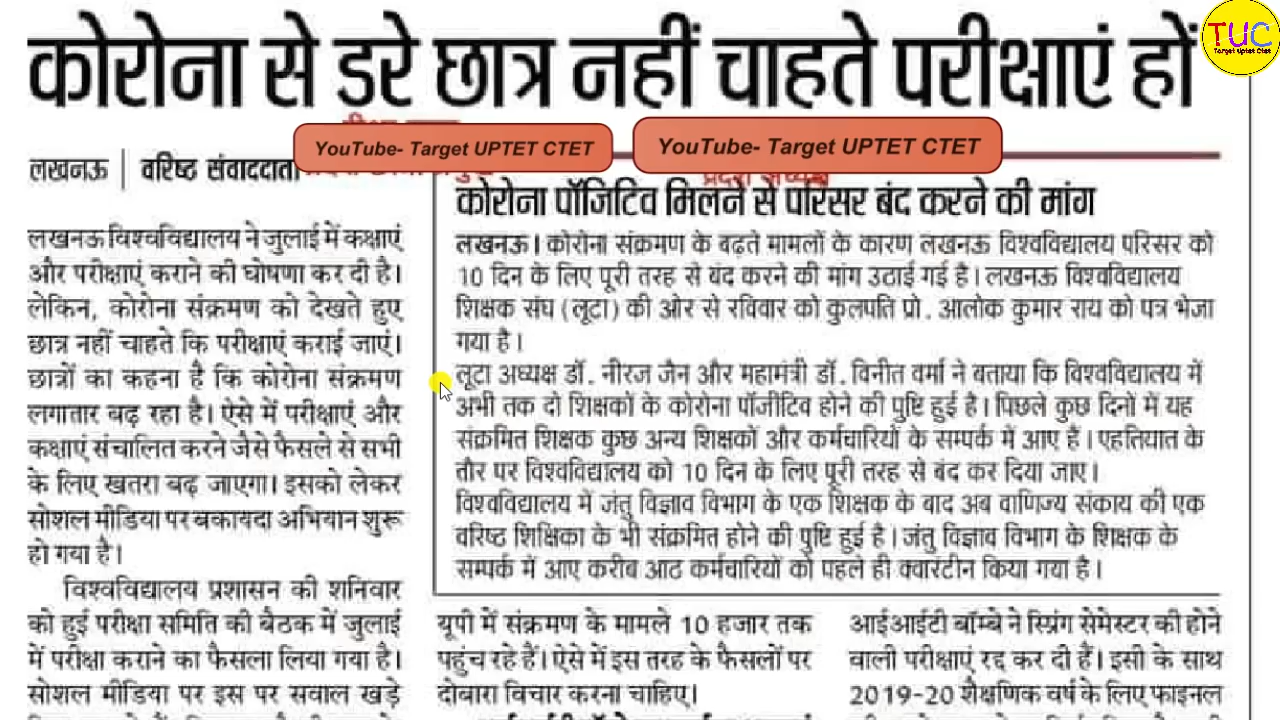 कोरोना से डरे छात्र नहीं चाहते परीक्षाएं हों
TUC
Target Uptet Ctet
YouTube- Target UPTET CTET
YouTube- Target UPTET CTET
लखनऊ | वरिष्ठ संवाददाता
प्रदेश अध्यक्ष
लखनऊ विश्वविद्यालय ने जुलाई में कक्षाएं
और परीक्षाएं कराने की घोषणा कर दी है।
लेकिन, कोरोना संक्रमण को देखते हुए
छात्र नहीं चाहते कि परीक्षाएं कराई जाएं।
छात्रों का कहना है कि कोरोना संक्रमण
लगातार बढ़ रहा है। ऐसे में परीक्षाएं और
कक्षाएं संचालित करने जैसे फैसले से सभी
के लिए खतरा बढ़ जाएगा। इसको लेकर
सोशल मीडिया पर बकायदा अभियान शुरू
हो गया है।
विश्वविद्यालय प्रशासन की शनिवार
को हुई परीक्षा समिति की बैठक में जुलाई
में परीक्षा कराने का फैसला लिया गया है।
सोशल मीडिया पर इस पर सवाल खड़े
कोरोना पॉजिटिव मिलने से परिसर बंद करने की मांग
लखनऊ। कोरोना संक्रमण के बढ़ते मामलों के कारण लखनऊ विश्वविद्यालय परिसर को
10 दिन के लिए पूरी तरह से बंद करने की मांग उठाई गई है। लखनऊ विश्वविद्यालय
शिक्षक संघ (लूटा) की ओर से रविवार को कुलपति प्रो. आलोक कुमार राय को पत्र भेजा
गया है।
लूटा अध्यक्ष डॉ. नीरज जैन और महामंत्री डॉ. विनीत वर्मा ने बताया कि विश्वविद्यालय में
अभी तक दो शिक्षकों के कोरोना पॉजीटिव होने की पुष्टि हुई है। पिछले कुछ दिनों में यह
संक्रमित शिक्षक कुछ अन्य शिक्षकों और कर्मचारियों के सम्पर्क में आए हैं। एहतियात के
तौर पर विश्वविद्यालय को 10 दिन के लिए पूरी तरह से बंद कर दिया जाए।
विश्वविद्यालय में जंतु विज्ञाव विभाग के एक शिक्षक के बाद अब वाणिज्य संकाय की एक
वरिष्ठ शिक्षिका के भी संक्रमित होने की पुष्टि हुई है। जंतु विज्ञाव विभाग के शिक्षक के
सम्पर्क में आए करीब आठ कर्मचारियों को पहले ही क्वारंटीन किया गया है।
यूपी में संक्रमण के मामले 10 हजार तक
पहुंच रहे हैं। ऐसे में इस तरह के फैसलों पर
दोबारा विचार करना चाहिए।
आईआईटी बॉम्बे ने स्प्रिंग सेमेस्टर की होने
वाली परीक्षाएं रद्द कर दी हैं। इसी के साथ
2019-20 शैक्षणिक वर्ष के लिए फाइनल